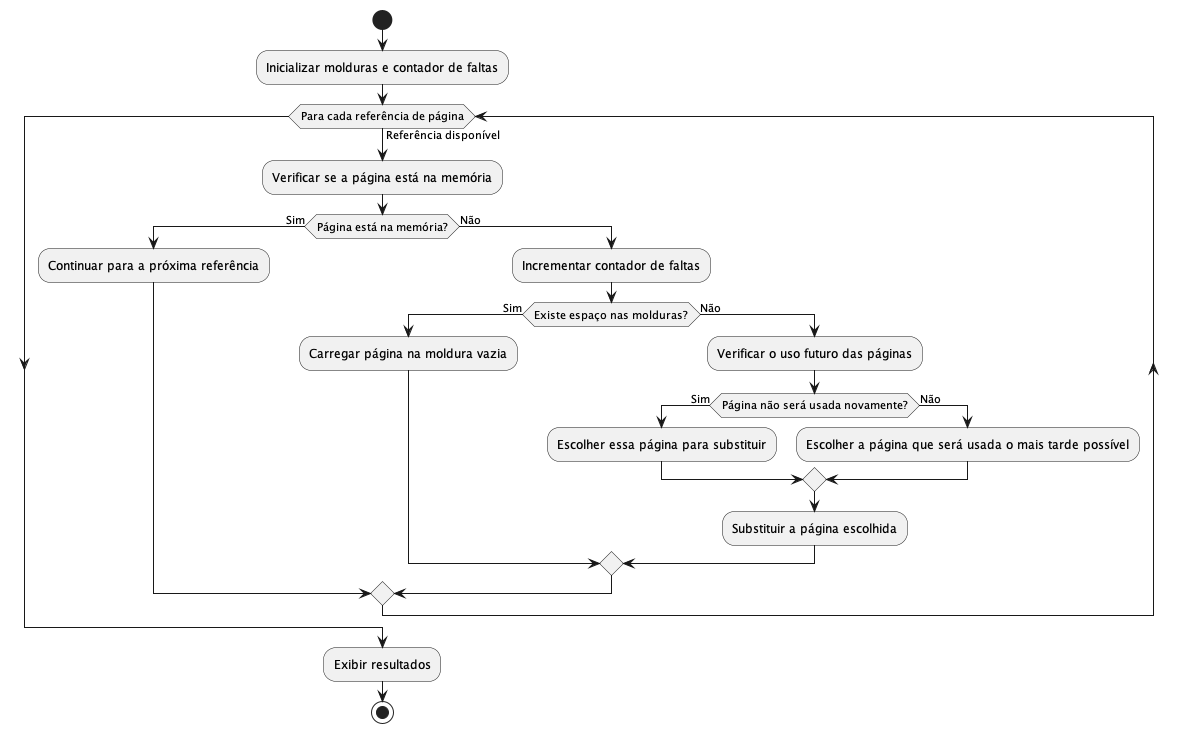 Inicializar molduras e contador de faltas
Para cada referência de página
Referência disponível
Verificar se a página está na memória
Sim
Página está na memória?
Não
Continuar para a próxima referência
Incrementar contador de faltas
Sim
Existe espaço nas molduras?
Não
Carregar página na moldura vazia
Verificar o uso futuro das páginas
Sim
Página não será usada novamente?
Não
Escolher essa página para substituir
Escolher a página que será usada o mais tarde possível
Substituir a página escolhida
Exibir resultados